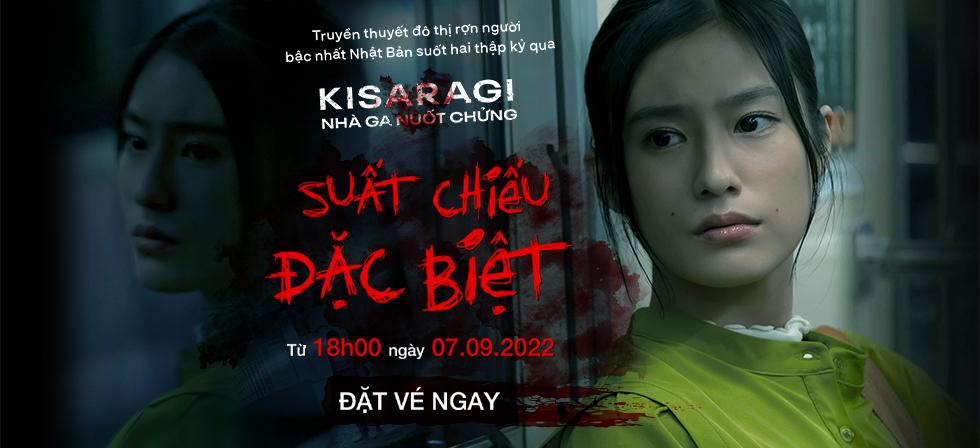 Truyền thuyết đô thị rợn người
bậc nhất Nhật Bản suốt hai thập kỷ qua
KISARAGI
NHÀ GA NUỐT CHỬNG
SUẤT CHIẾU
ĐẶC BIỆT
Từ 18h00 ngày 07.09.2022
ĐẶT VÉ NGAY